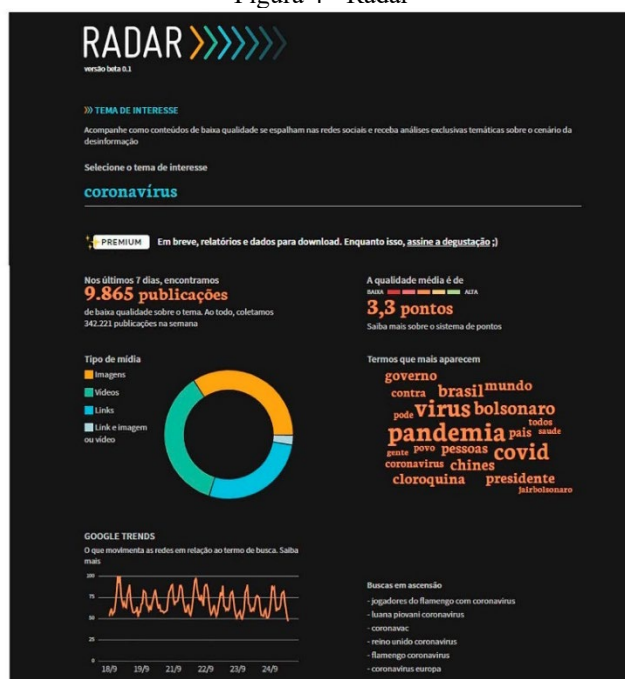 Figura 4 - Radar
RADAR
versão beta 0.1
TEMA DE INTERESSE
Acompanhe como conteúdos de baixa qualidade se espalham nas redes sociais e receba análises exclusivas temáticas sobre o cenário da
desinformação
Selecione o tema de interesse
coronavírus
PREMIUM Em breve, relatórios e dados para download. Enquanto isso, assine a degustação ;)
Nos últimos 7 dias, encontramos
9.865 publicações
de baixa qualidade sobre o tema. Ao todo, coletamos
342.221 publicações na semana
A qualidade média é de
BAIXA ALTA
3,3 pontos
Saiba mais sobre o sistema de pontos
Tipo de mídia
Imagens
Vídeos
Links
Link e imagem
ou vídeo
Termos que mais aparecem
governo
contra brasil mundo
pode virus bolsonaro
todos
pandemia pais saude
gente povo pessoas covid
coronavirus chines
cloroquina presidente
jairbolsonaro
GOOGLE TRENDS
O que movimenta as redes em relação ao termo de busca. Saiba
mais
100
75
50
25
0
18/9 19/9 21/9 22/9 23/9 24/9
Buscas em ascensão
- jogadores do flamengo com coronavirus
- luana piovani coronavirus
- coronavac
- reino unido coronavirus
- flamengo coronavirus
- coronavirus europa